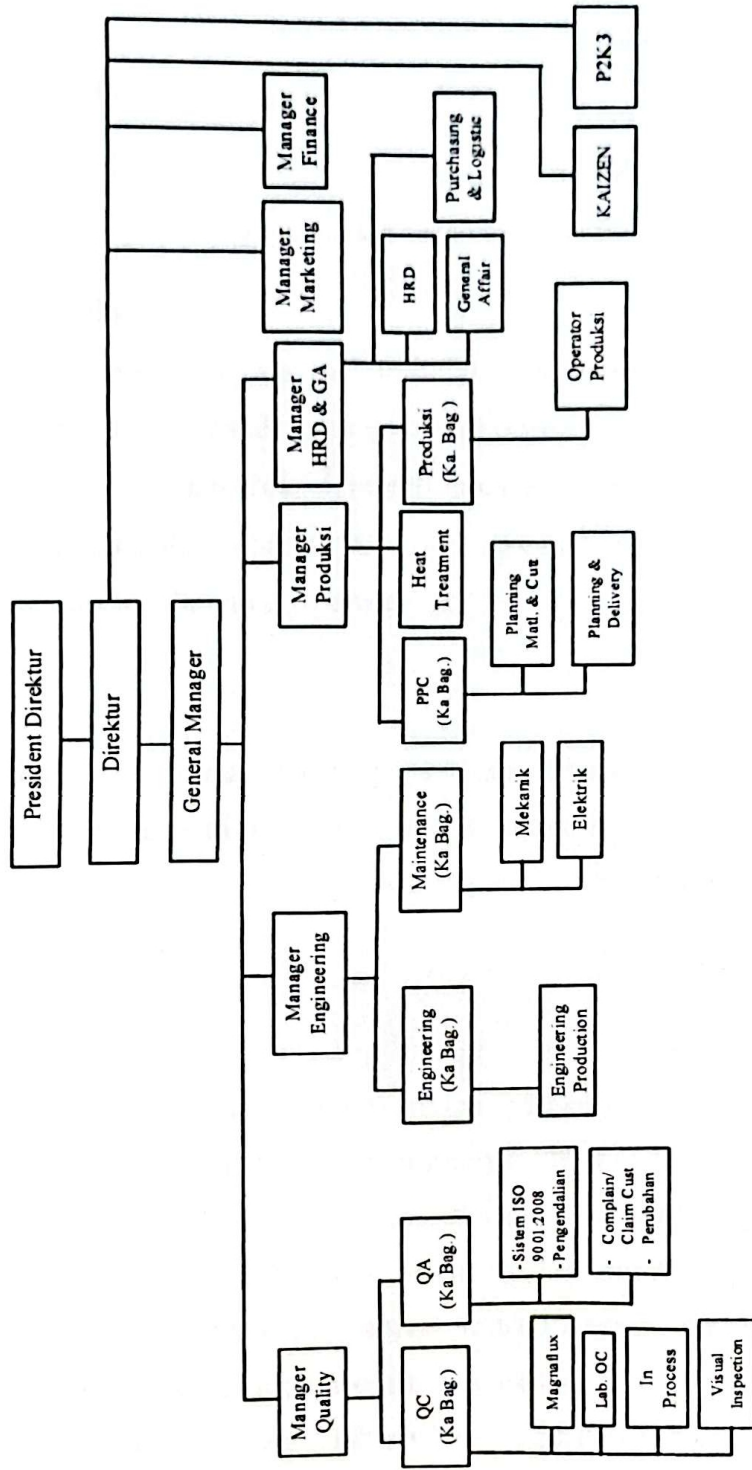 President Direktur
Direktur
General Manager
Manager
Quality
Manager
Engineering
Manager
Produksi
Manager
HRD & GA
Manager
Marketing
Manager
Finance
QC
(Ka Bag.)
QA
(Ka Bag.)
Engineering
(Ka Bag.)
Maintenance
(Ka Bag.)
PPC
(Ka Bag.)
Heat
Treatment
Produksi
(Ka. Bag.)
HRD
General
Affair
Purchasing
& Logistic
Magnaflux
Lab. OC
In
Process
Visual
Inspection
- Sistem ISO
9001:2008
- Pengendalian
- Complain/
Claim Cust
- Perubahan
Engineering
Production
Mekanik
Elektrik
Planning
Matl. & Cutt
Planning &
Delivery
Operator
Produksi
KAIZEN
P2K3